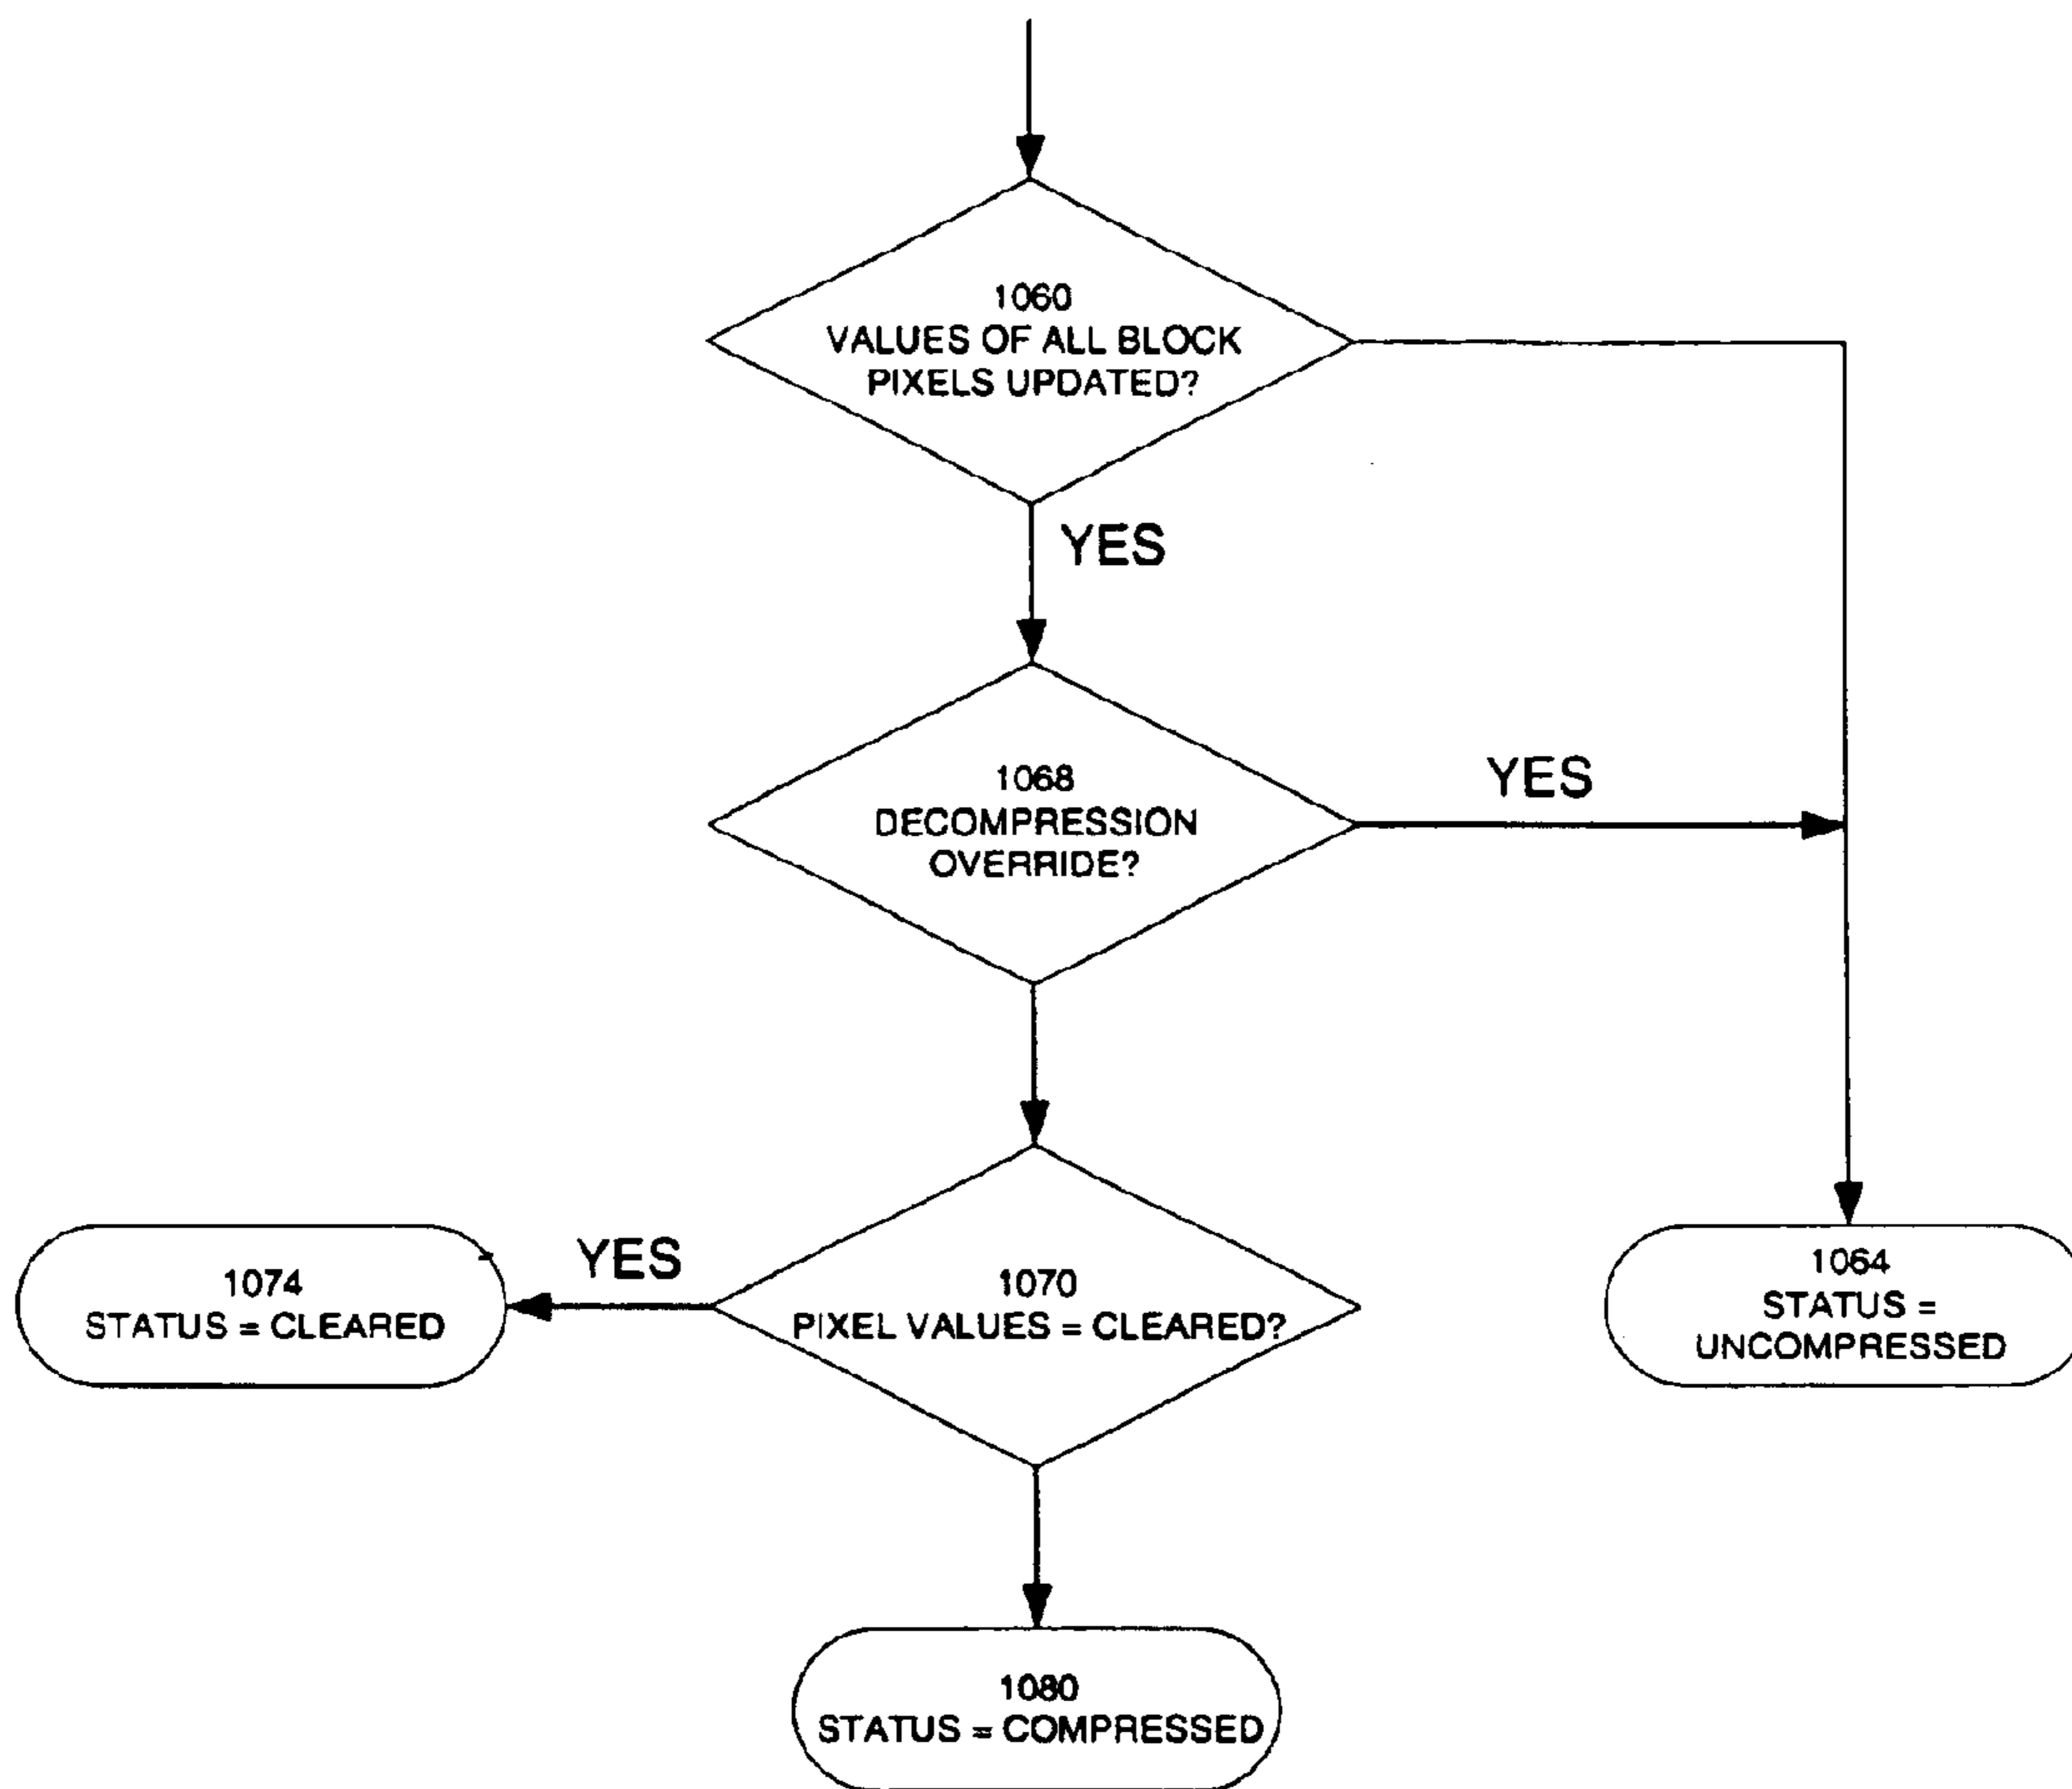 1060
VALUES OF ALL BLOCK
PIXELS UPDATED?
YES
1068
DECOMPRESSION
OVERRIDE?
YES
1074
STATUS = CLEARED
YES
1070
PIXEL VALUES = CLEARED?
1064
STATUS =
UNCOMPRESSED
1080
STATUS = COMPRESSED